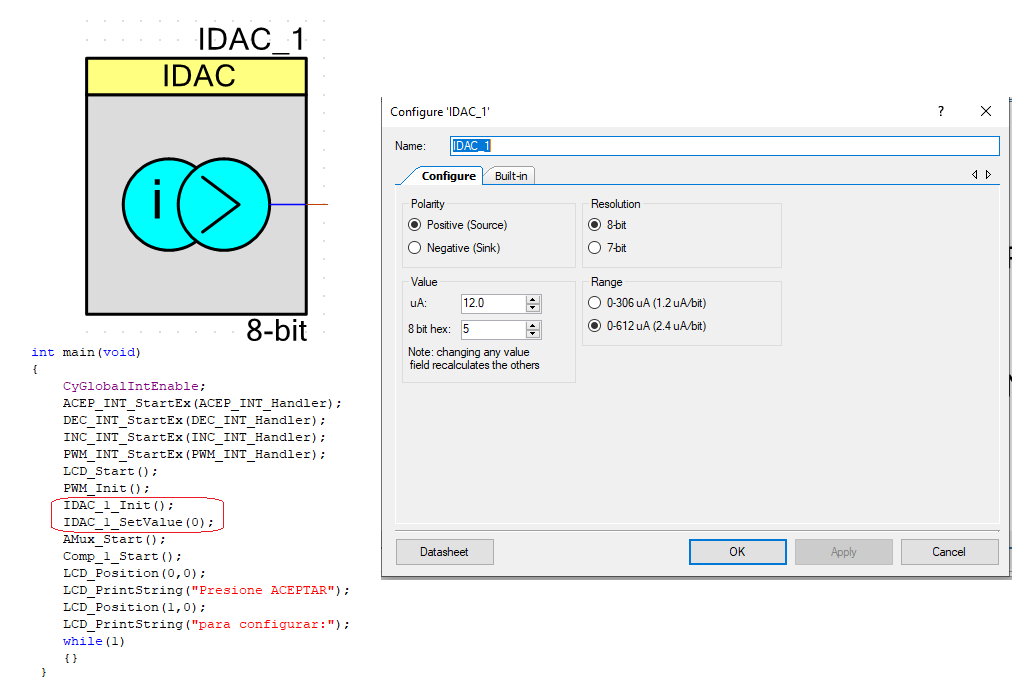 IDAC_1
IDAC
i
8-bit
int main(void)
{
CyGlobalIntEnable;
ACEP_INT_StartEx(ACEP_INT_Handler);
DEC_INT_StartEx(DEC_INT_Handler);
INC_INT_StartEx(INC_INT_Handler);
PWM_INT_StartEx(PWM_INT_Handler);
LCD_Start();
PWM_Init();
IDAC_1_Init();
IDAC_1_SetValue(0);
AMux_Start();
Comp_1_Start();
LCD_Position(0,0);
LCD_PrintString("Presione ACEPTAR");
LCD_Position(1,0);
LCD_PrintString("para configurar:");
while(1)
{}
}
Configure 'IDAC_1'
?
Name: IDAC_1
Configure Built-in
Polarity
Positive (Source)
Negative (Sink)
Resolution
8-bit
7-bit
Value
uA: 12.0
8 bit hex: 5
Note: changing any value
field recalculates the others
Range
0-306 uA (1.2 uA/bit)
0-612 uA (2.4 uA/bit)
Datasheet OK Apply Cancel